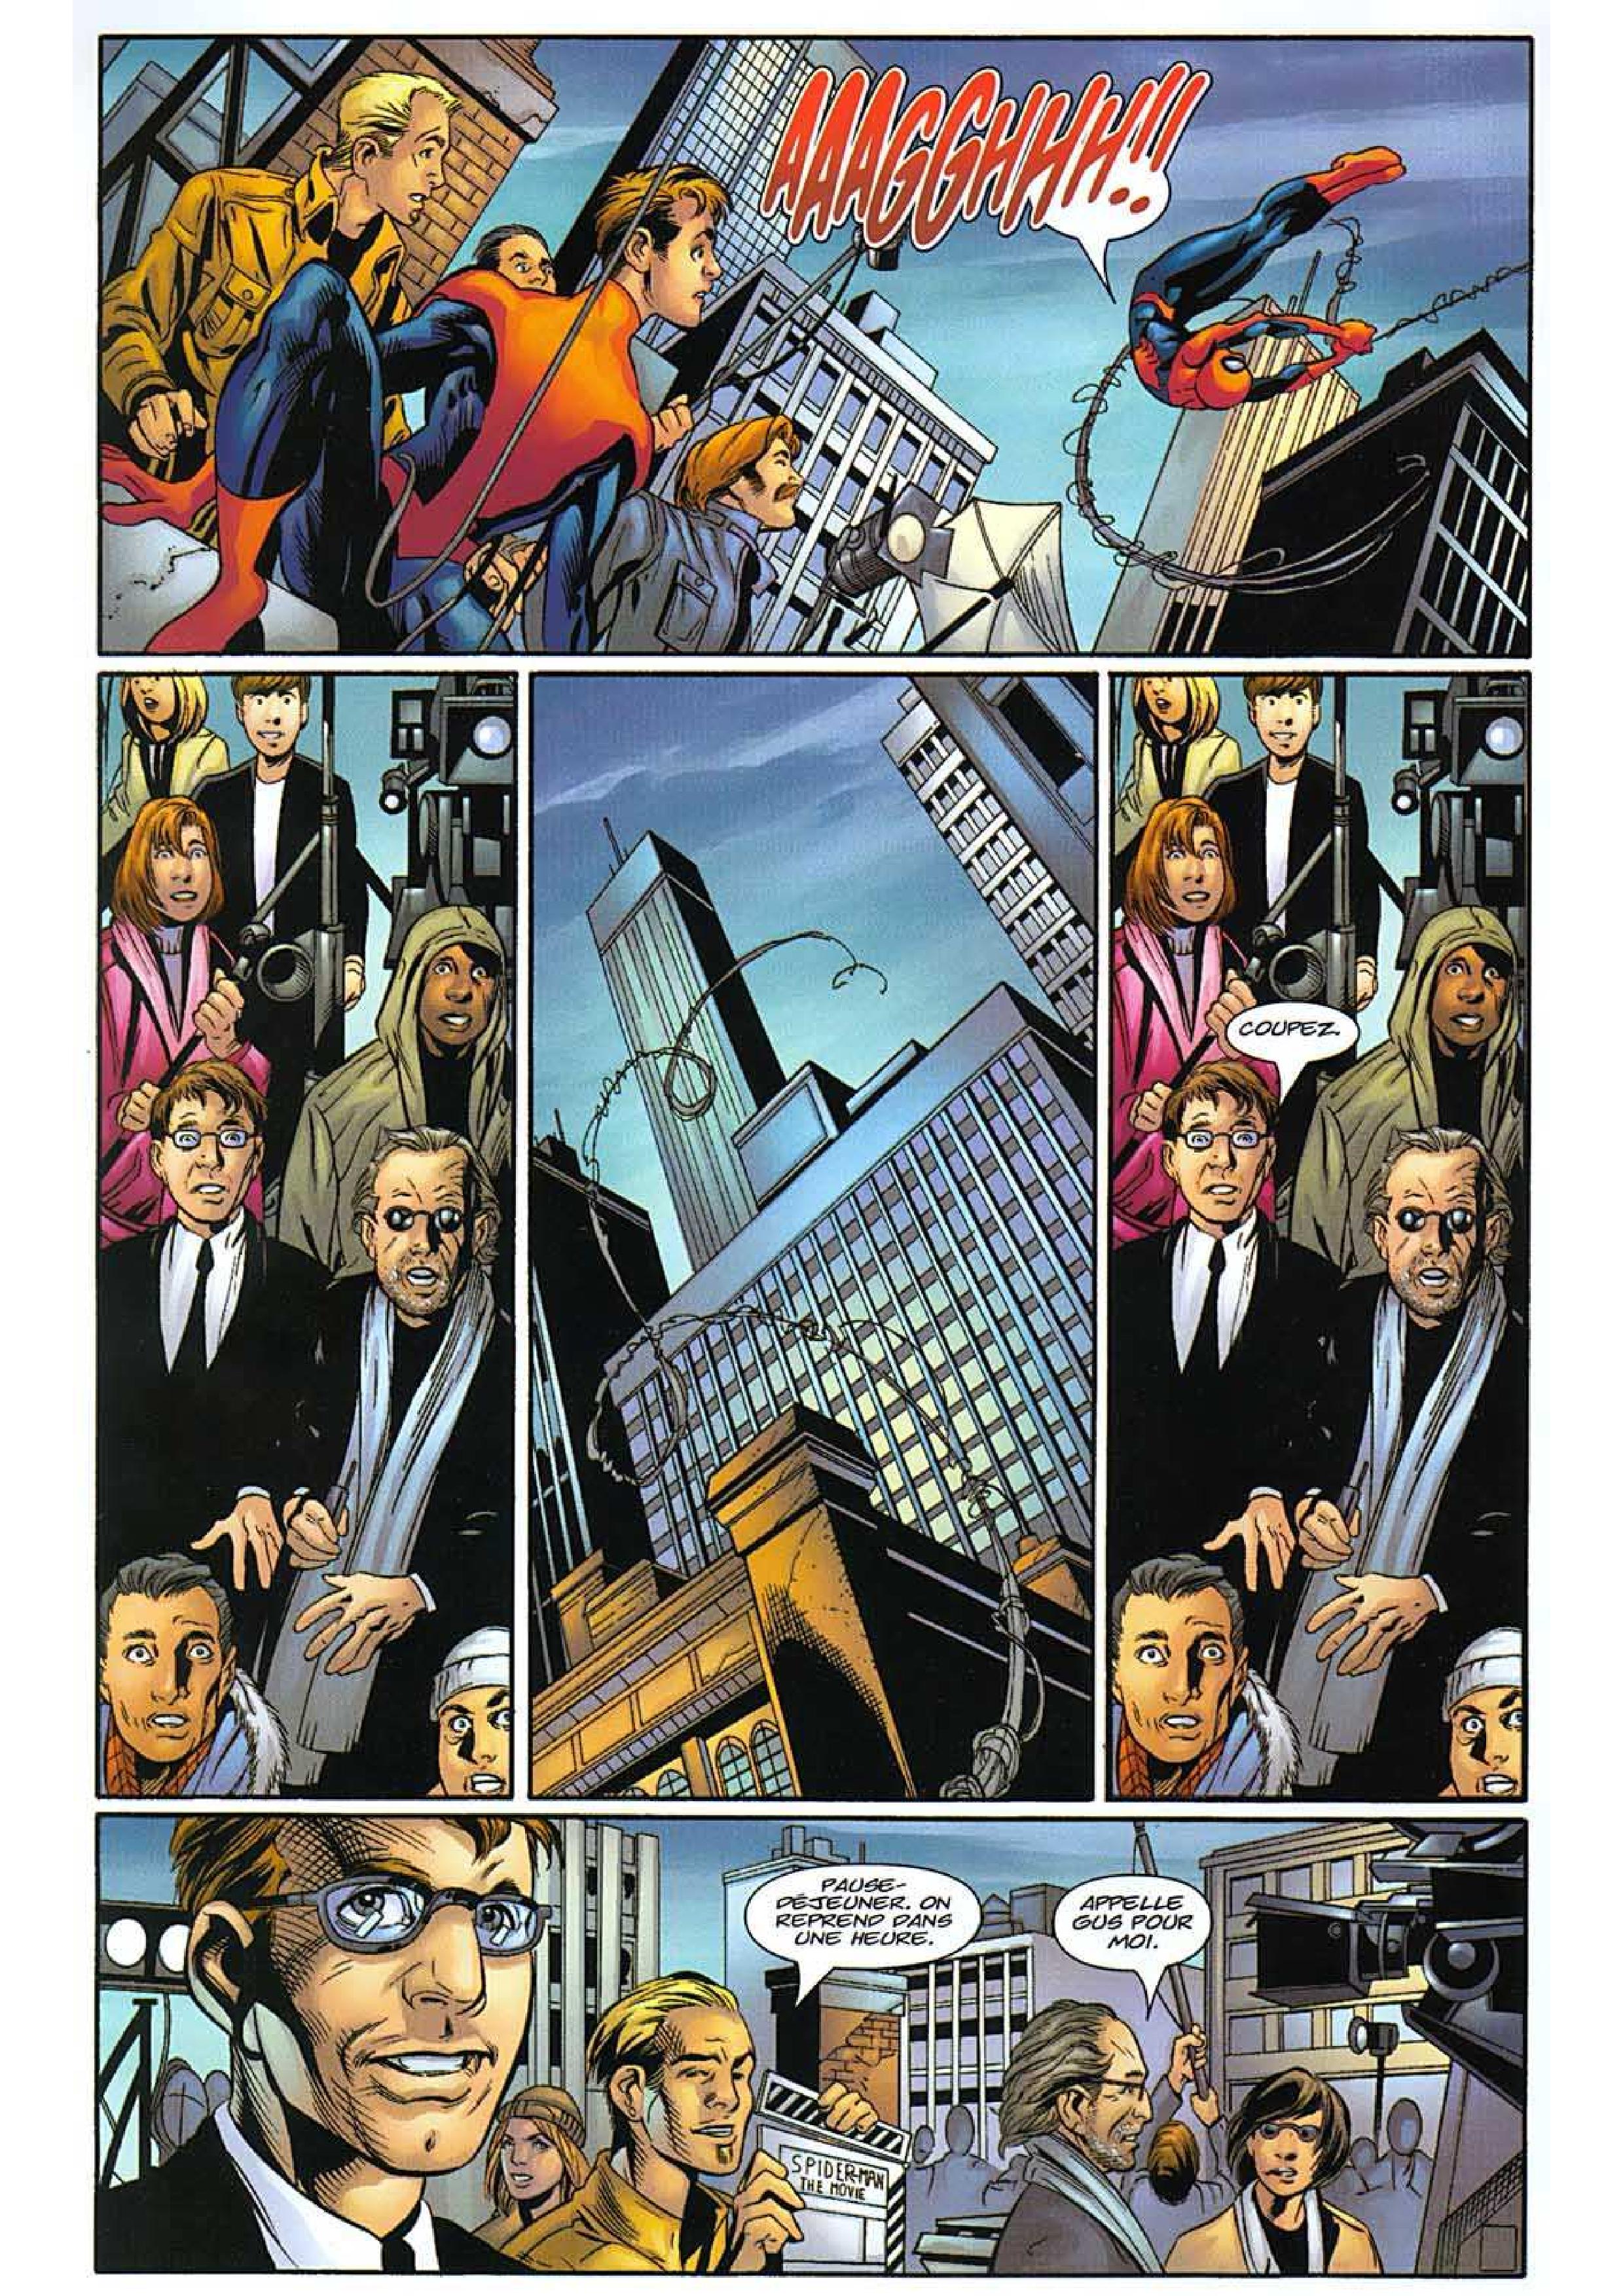 AAAGGHHH!!
COUPEZ.
PAUSE-
DÉJEUNER. ON
REPREND DANS
UNE HEURE.
APPELLE
GUS POUR
MOI.
SPIDER-MAN
THE MOVIE